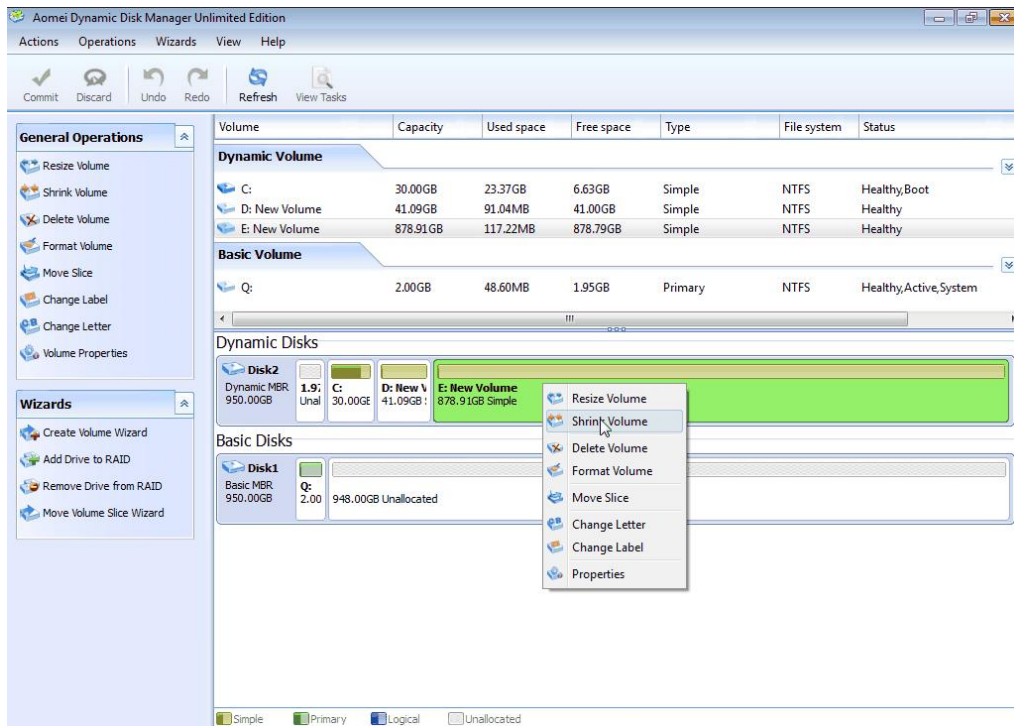 Aomei Dynamic Disk Manager Unlimited Edition
Actions Operations Wizards View Help
Commit Discard Undo Redo Refresh View Tasks
General Operations
Resize Volume
Shrink Volume
Delete Volume
Format Volume
Move Slice
Change Label
Change Letter
Volume Properties
Wizards
Create Volume Wizard
Add Drive to RAID
Remove Drive from RAID
Move Volume Slice Wizard
Volume Capacity Used space Free space Type File system Status
Dynamic Volume
C: 30.00GB 23.37GB 6.63GB Simple NTFS Healthy,Boot
D: New Volume 41.09GB 91.04MB 41.00GB Simple NTFS Healthy
E: New Volume 878.91GB 117.22MB 878.79GB Simple NTFS Healthy
Basic Volume
Q: 2.00GB 48.60MB 1.95GB Primary NTFS Healthy,Active,System
Dynamic Disks
Disk2
Dynamic MBR
950.00GB
1.97
Unal
C:
30.00GB
D: New V
41.09GB
E: New Volume
878.91GB Simple
Basic Disks
Disk1
Basic MBR
950.00GB
Q:
2.00
948.00GB Unallocated
Resize Volume
Shrink Volume
Delete Volume
Format Volume
Move Slice
Change Letter
Change Label
Properties
Simple Primary Logical Unallocated